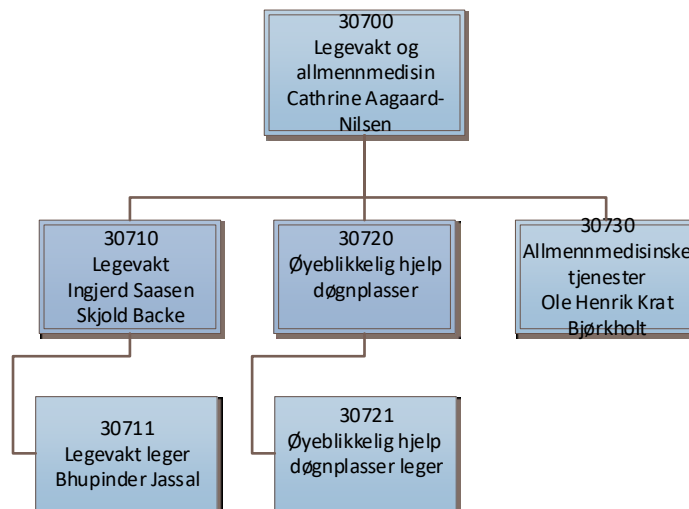 30700
Legevakt og
allmennmedisin
Cathrine Aagaard-
Nilsen
30710
Legevakt
Ingjerd Saasen
Skjold Backe
30720
Øyeblikkelig hjelp
døgnplasser
30730
Allmennmedisinske
tjenester
Ole Henrik Krat
Bjørkholt
30711
Legevakt leger
Bhupinder Jassal
30721
Øyeblikkelig hjelp
døgnplasser leger